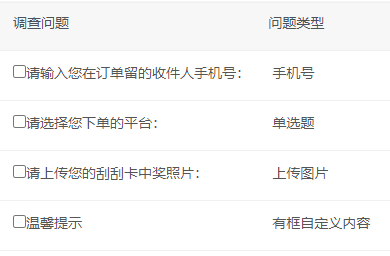 调查问题 问题类型
请输入您在订单留的收件人手机号： 手机号
请选择您下单的平台： 单选题
请上传您的刮刮卡中奖照片： 上传图片
温馨提示 有框自定义内容